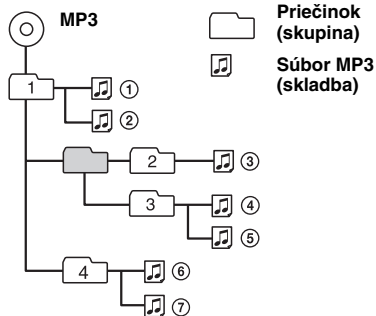 MP3
Priečinok
(skupina)
Súbor MP3
(skladba)
1
①
②
2
③
3
④
⑤
4
⑥
⑦